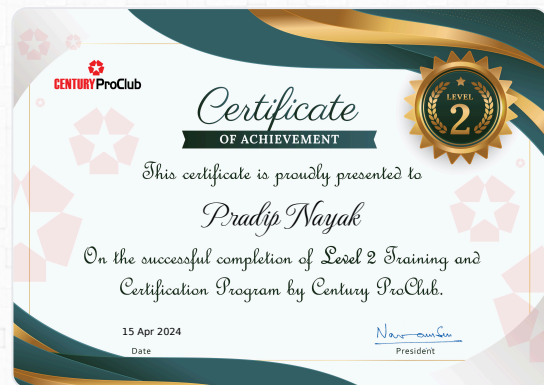 CENTURY ProClub
Certificate
OF ACHIEVEMENT
LEVEL
2
This certificate is proudly presented to
Pradip Nayak
On the successful completion of Level 2 Training and
Certification Program by Century ProClub.
15 Apr 2024
Date
President